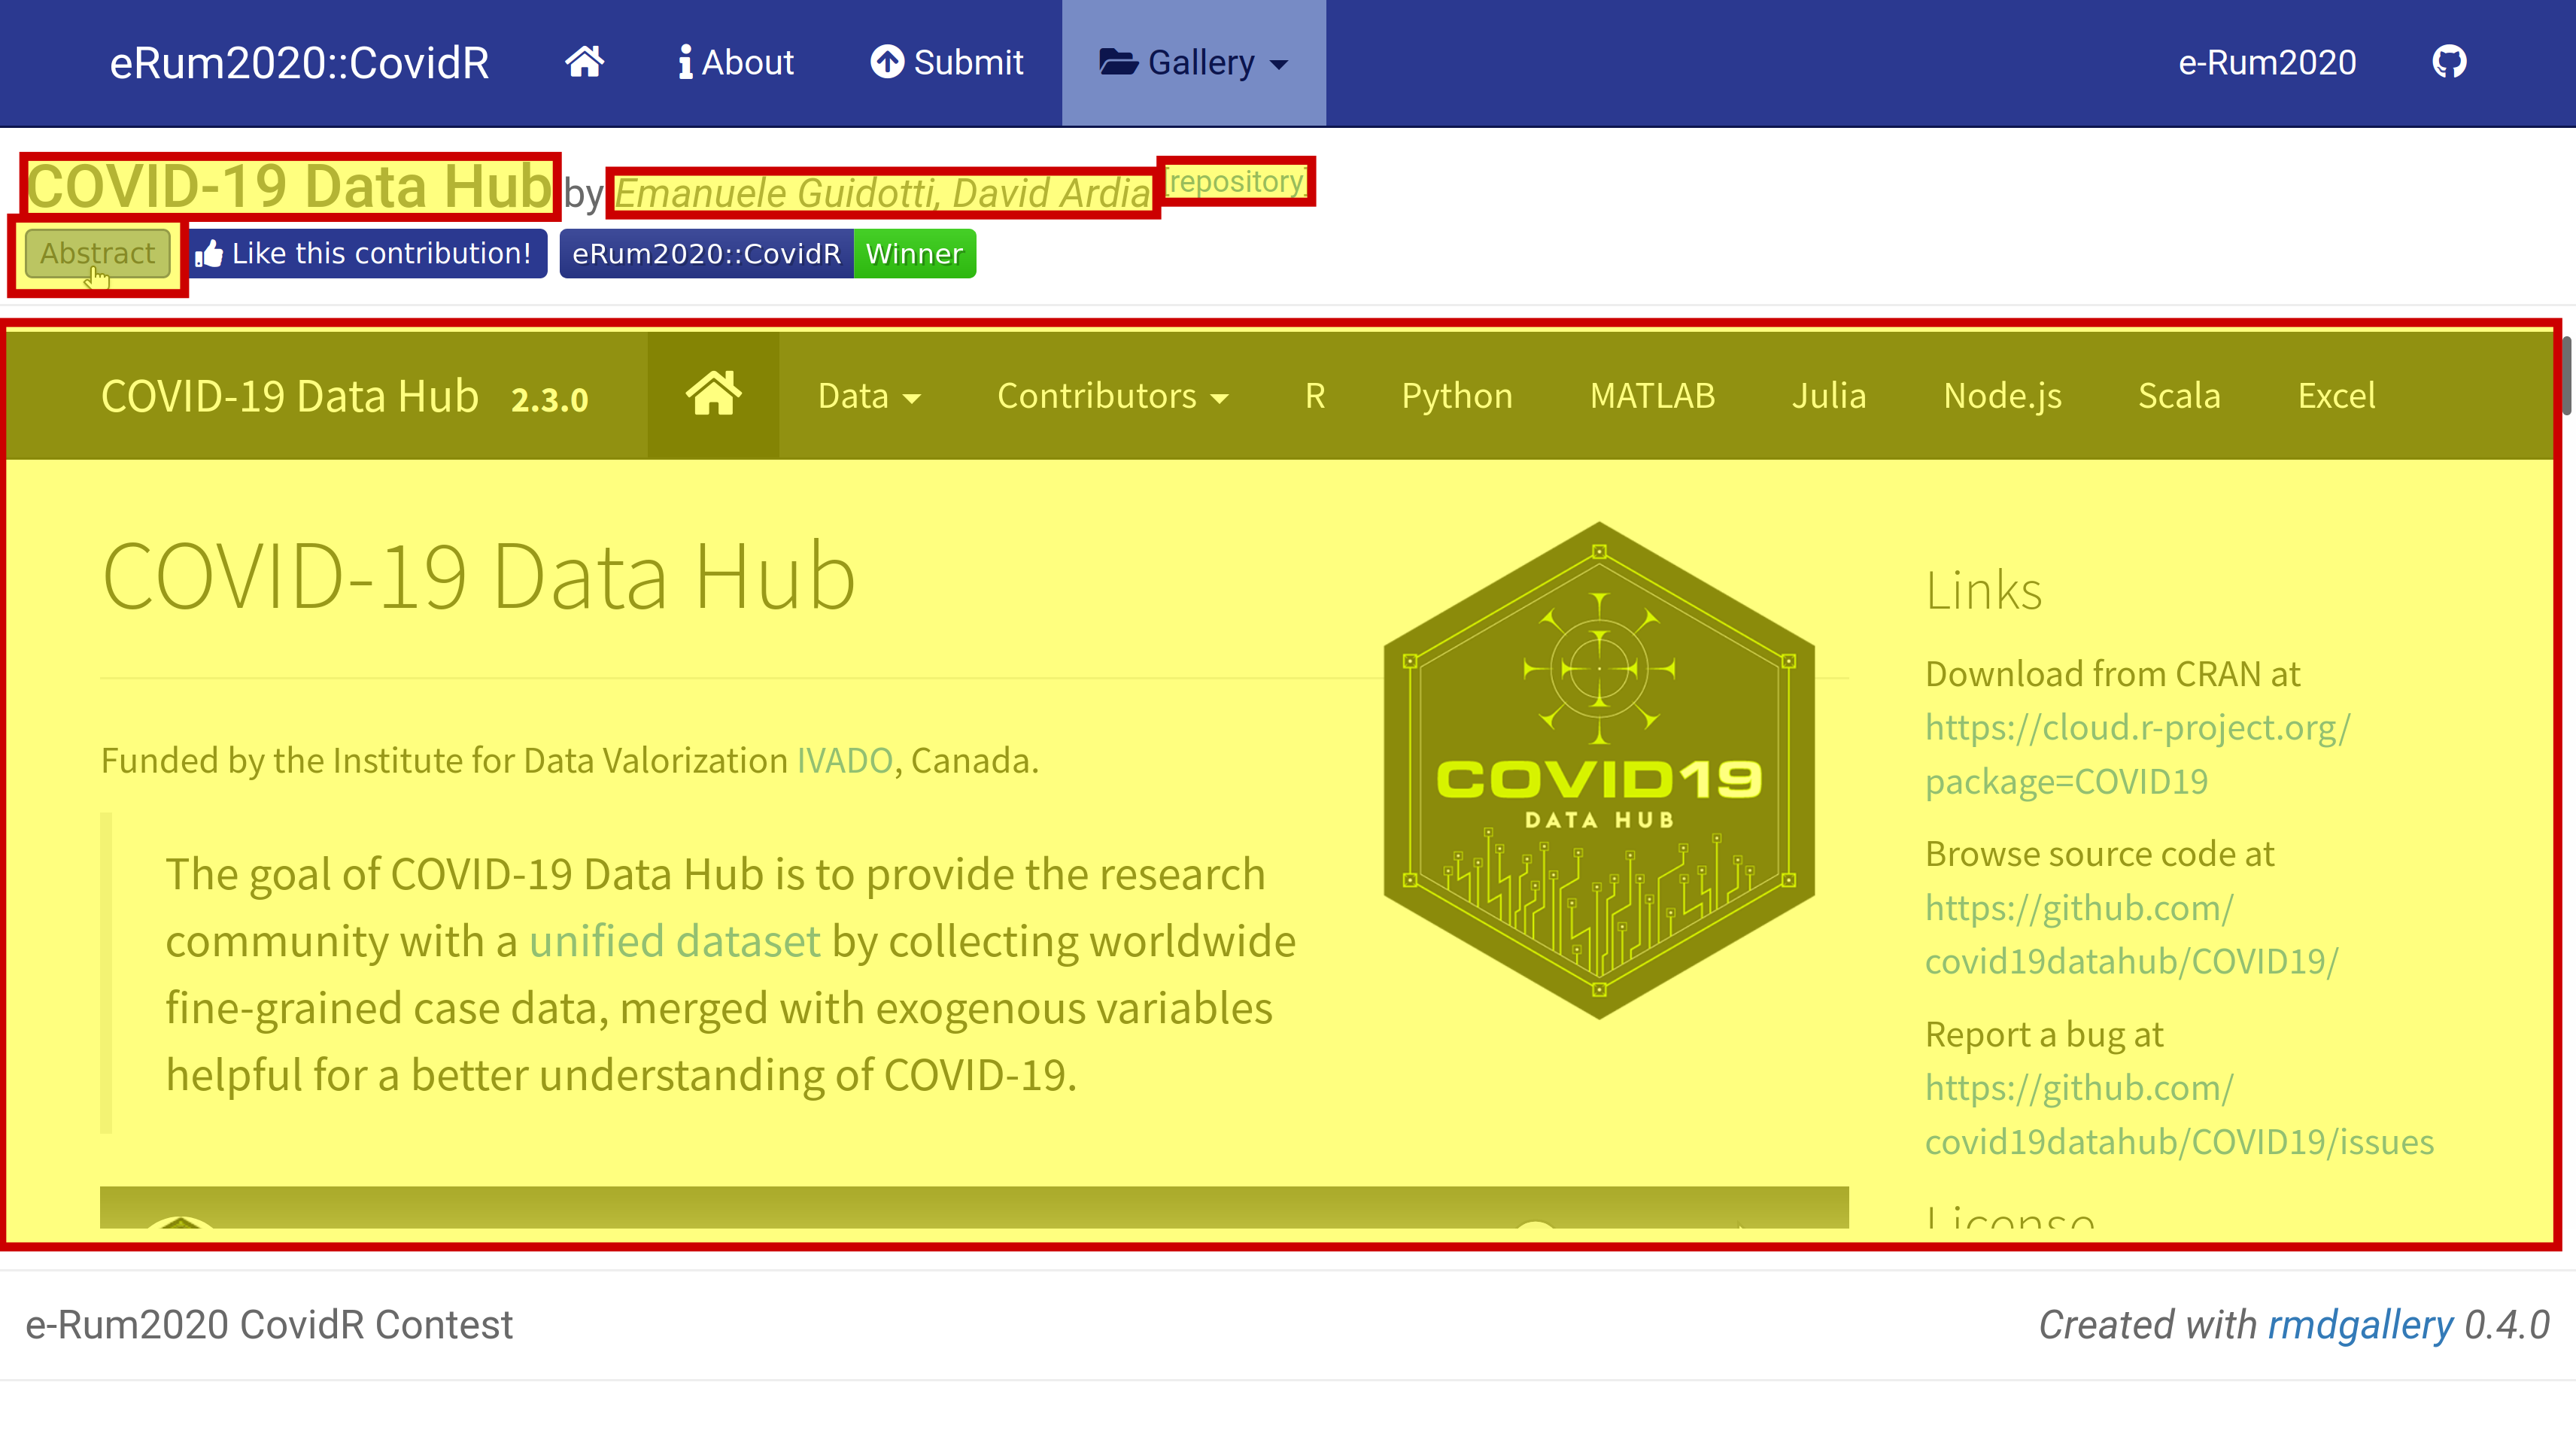 eRum2020::CovidR About Submit Gallery e-Rum2020
COVID-19 Data Hub by Emanuele Guidotti, David Ardia [repository]
Abstract Like this contribution! eRum2020::CovidR Winner
COVID-19 Data Hub 2.3.0 Data Contributors R Python MATLAB Julia Node.js Scala Excel
COVID-19 Data Hub
Funded by the Institute for Data Valorization IVADO, Canada.
The goal of COVID-19 Data Hub is to provide the research
community with a unified dataset by collecting worldwide
fine-grained case data, merged with exogenous variables
helpful for a better understanding of COVID-19.
COVID19
DATA HUB
Links
Download from CRAN at
https://cloud.r-project.org/
package=COVID19
Browse source code at
https://github.com/
covid19datahub/COVID19/
Report a bug at
https://github.com/
covid19datahub/COVID19/issues
License
e-Rum2020 CovidR Contest
Created with rmdgallery 0.4.0